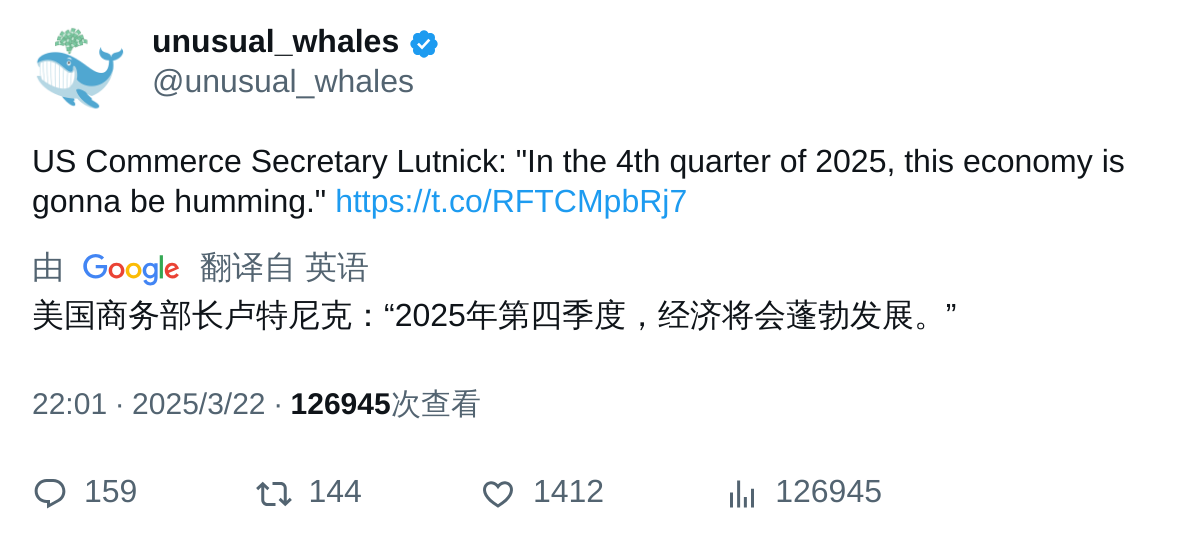 unusual_whales
@unusual_whales
US Commerce Secretary Lutnick: "In the 4th quarter of 2025, this economy is
gonna be humming." https://t.co/RFTCMpbRj7
由 Google 翻译自 英语
美国商务部长卢特尼克：“2025年第四季度，经济将会蓬勃发展。”
22:01 · 2025/3/22 · 126945次查看
159 144 1412 126945